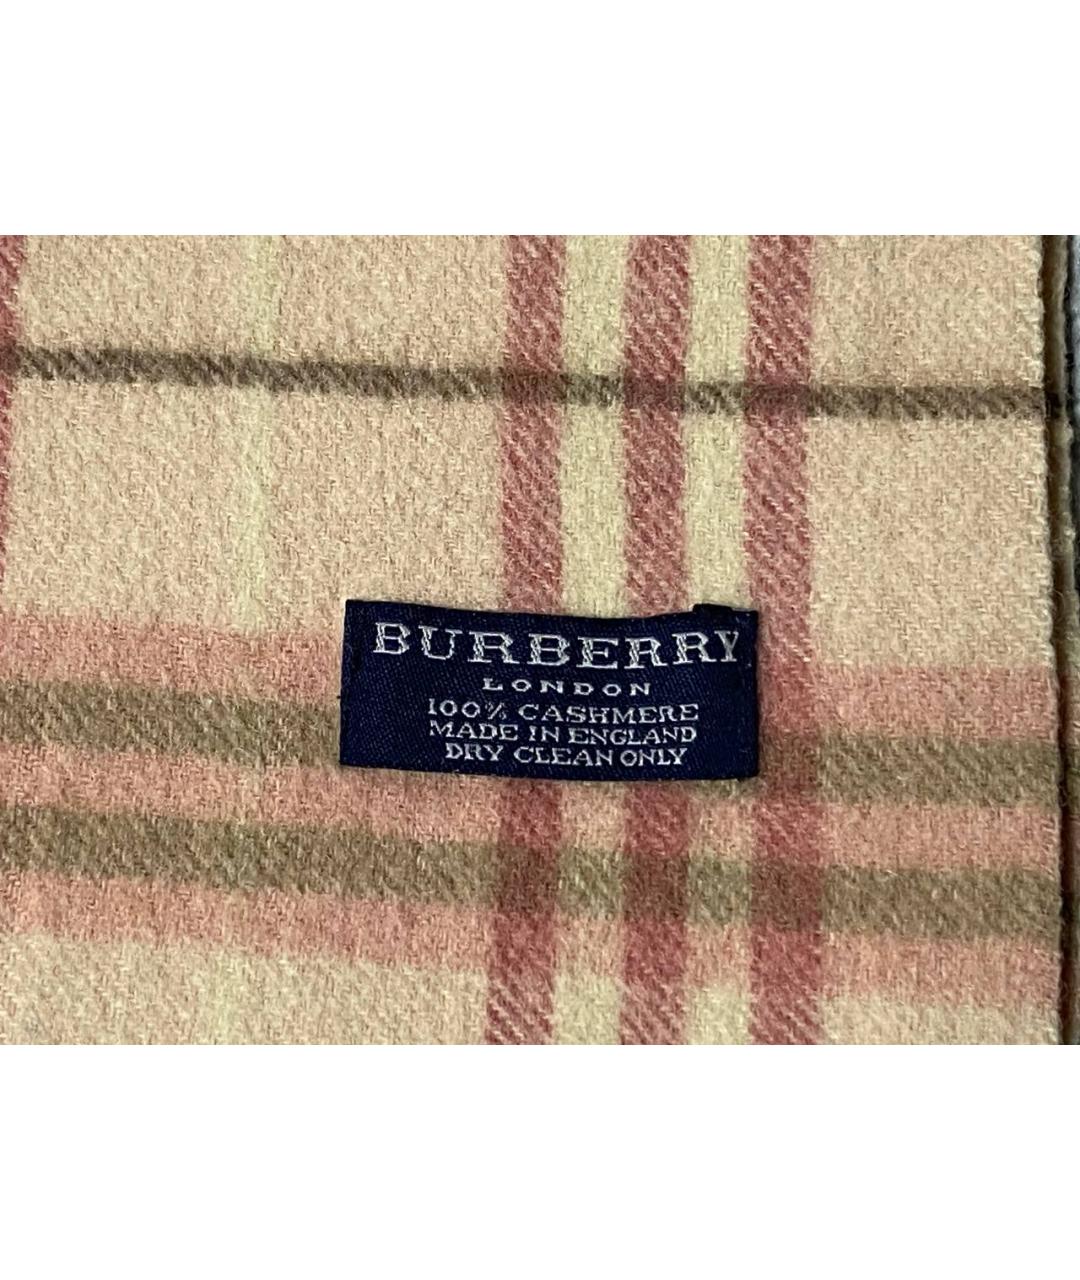 BURBERRY
LONDON
100% CASHMERE
MADE IN ENGLAND
DRY CLEAN ONLY